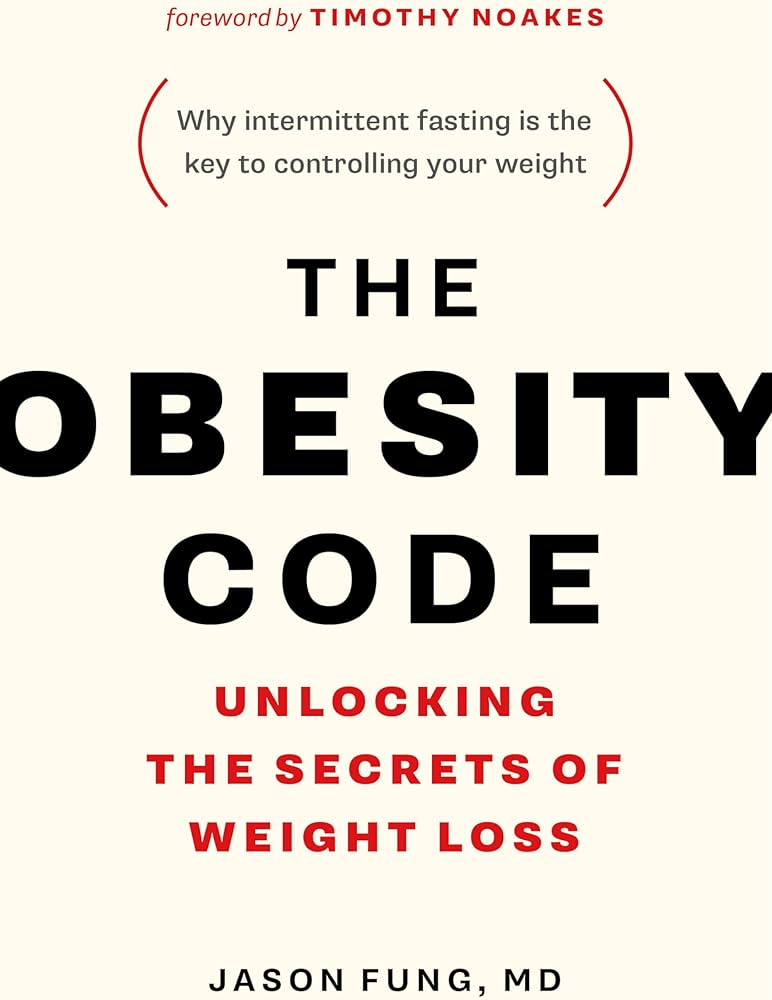 foreword by TIMOTHY NOAKES
Why intermittent fasting is the
key to controlling your weight
THE
OBESITY
CODE
UNLOCKING
THE SECRETS OF
WEIGHT LOSS
JASON FUNG, MD